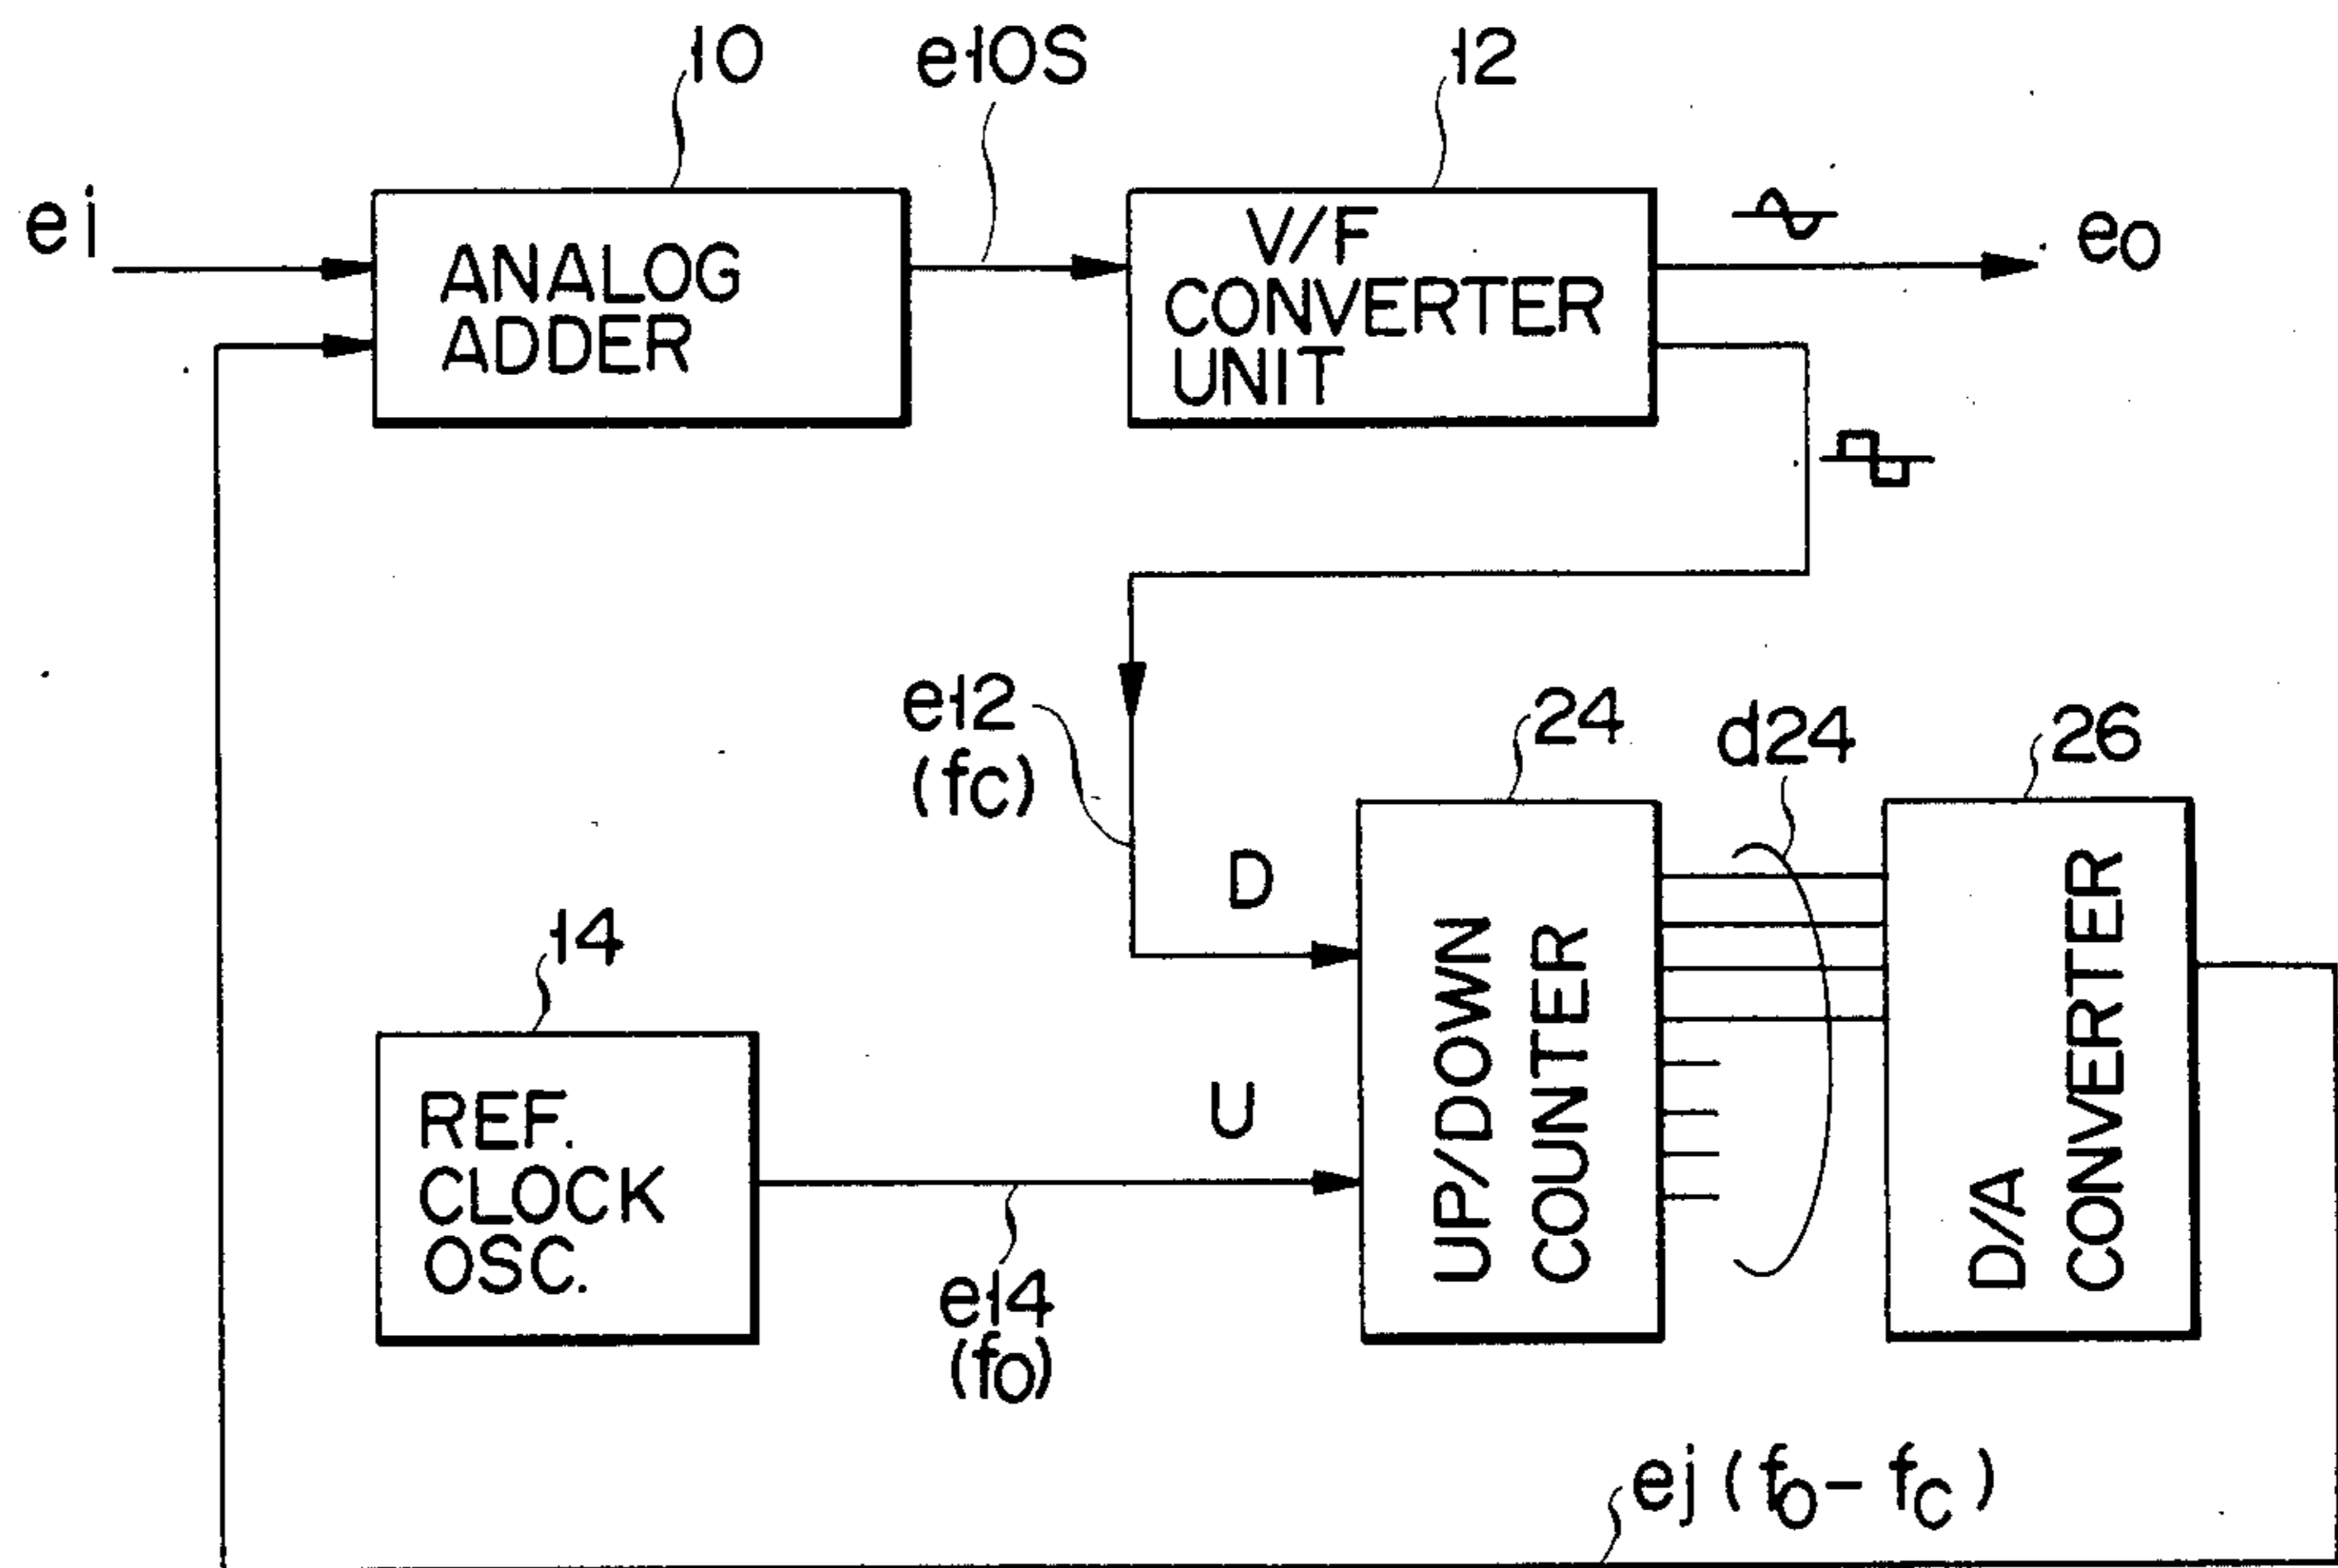 10
e10S
12
ei
ANALOG
ADDER
V/F
CONVERTER
UNIT
eo
e12
(fc)
24
d24
26
D
14
REF.
CLOCK
OSC.
U
UP/DOWN
COUNTER
D/A
CONVERTER
e14
(fo)
ej (fo - fc)